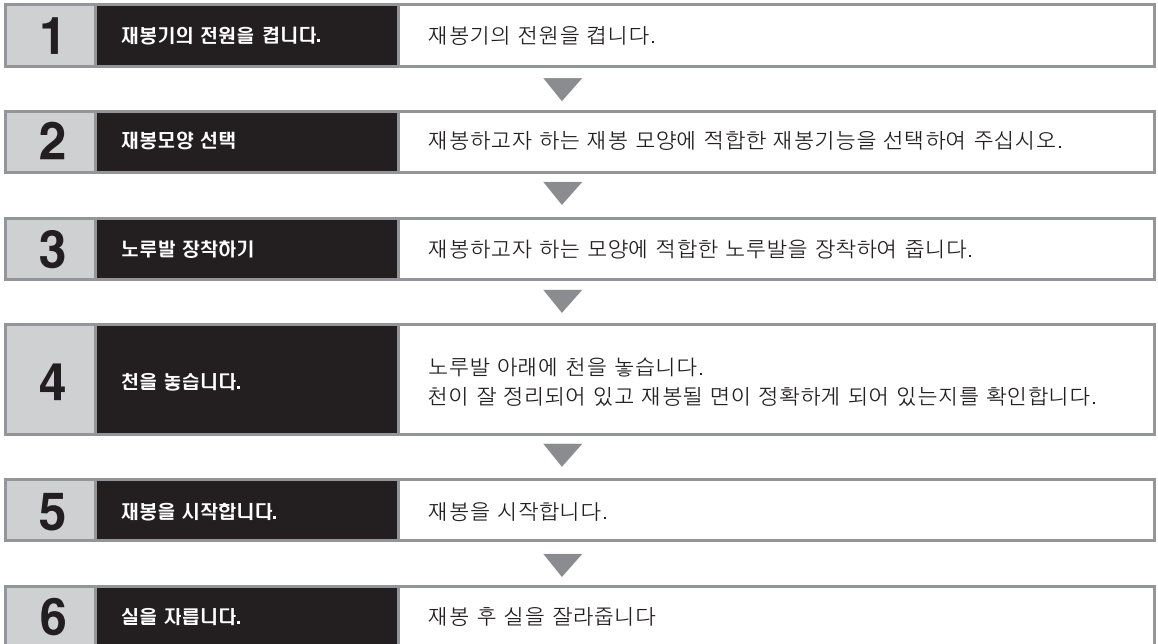 1
재봉기의 전원을 켭니다.
재봉기의 전원을 켭니다.
2
재봉모양 선택
재봉하고자 하는 재봉 모양에 적합한 재봉기능을 선택하여 주십시오.
3
노루발 장착하기
재봉하고자 하는 모양에 적합한 노루발을 장착하여 줍니다.
4
천을 놓습니다.
노루발 아래에 천을 놓습니다.
천이 잘 정리되어 있고 재봉될 면이 정확하게 되어 있는지를 확인합니다.
5
재봉을 시작합니다.
재봉을 시작합니다.
6
실을 자릅니다.
재봉 후 실을 잘라줍니다